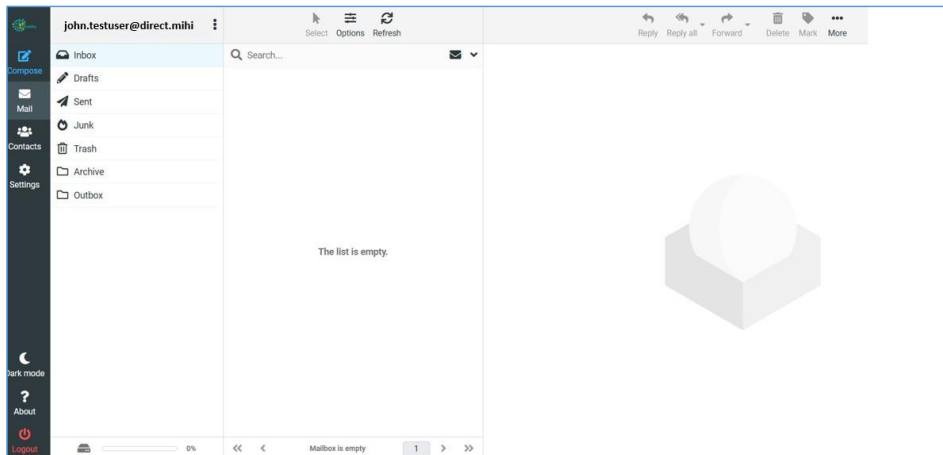 john.testuser@direct.mihi
Select Options Refresh
Reply Reply all Forward Delete Mark More
Compose
Mail
Contacts
Settings
Dark mode
About
Logout
Inbox
Drafts
Sent
Junk
Trash
Archive
Outbox
0%
Search...
The list is empty.
Mailbox is empty 1